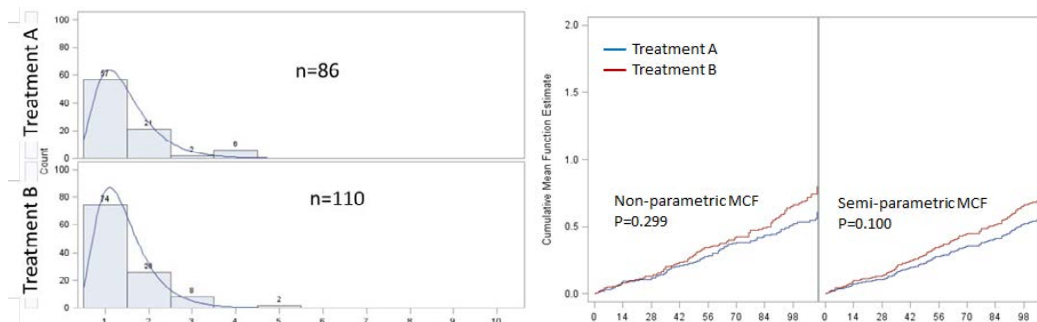 Treatment A
Count
100
80
60
40
20
0
57
21
2
6
n=86
Treatment B
100
80
60
40
20
0
74
26
8
2
n=110
1 2 3 4 5 6 7 8 9 10
Cumulative Mean Function Estimate
2.0
1.5
1.0
0.5
0.0
Treatment A
Treatment B
Non-parametric MCF
P=0.299
Semi-parametric MCF
P=0.100
0 14 28 42 56 70 84 98 0 14 28 42 56 70 84 98